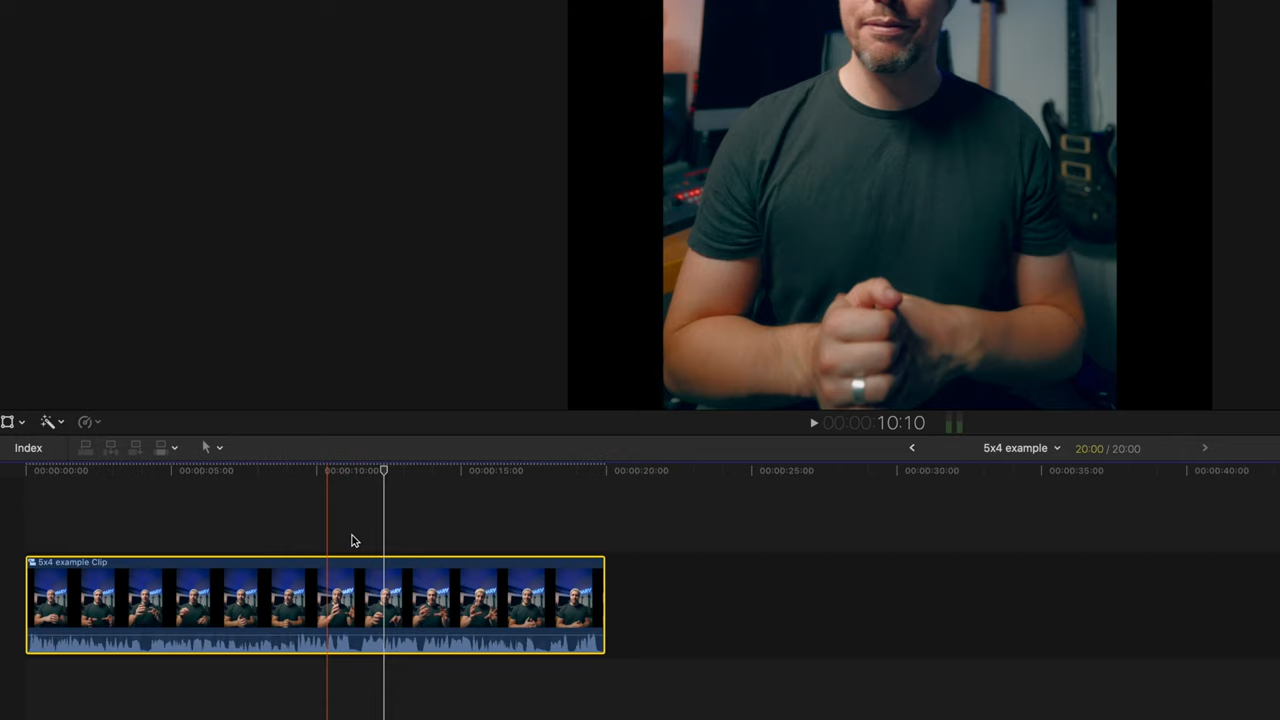 00:00:00:10:10
Index
5x4 example
20:00 / 20:00
00:00:00:00
00:00:05:00
00:00:10:00
00:00:15:00
00:00:20:00
00:00:25:00
00:00:30:00
00:00:35:00
00:00:40:00
5x4 example Clip